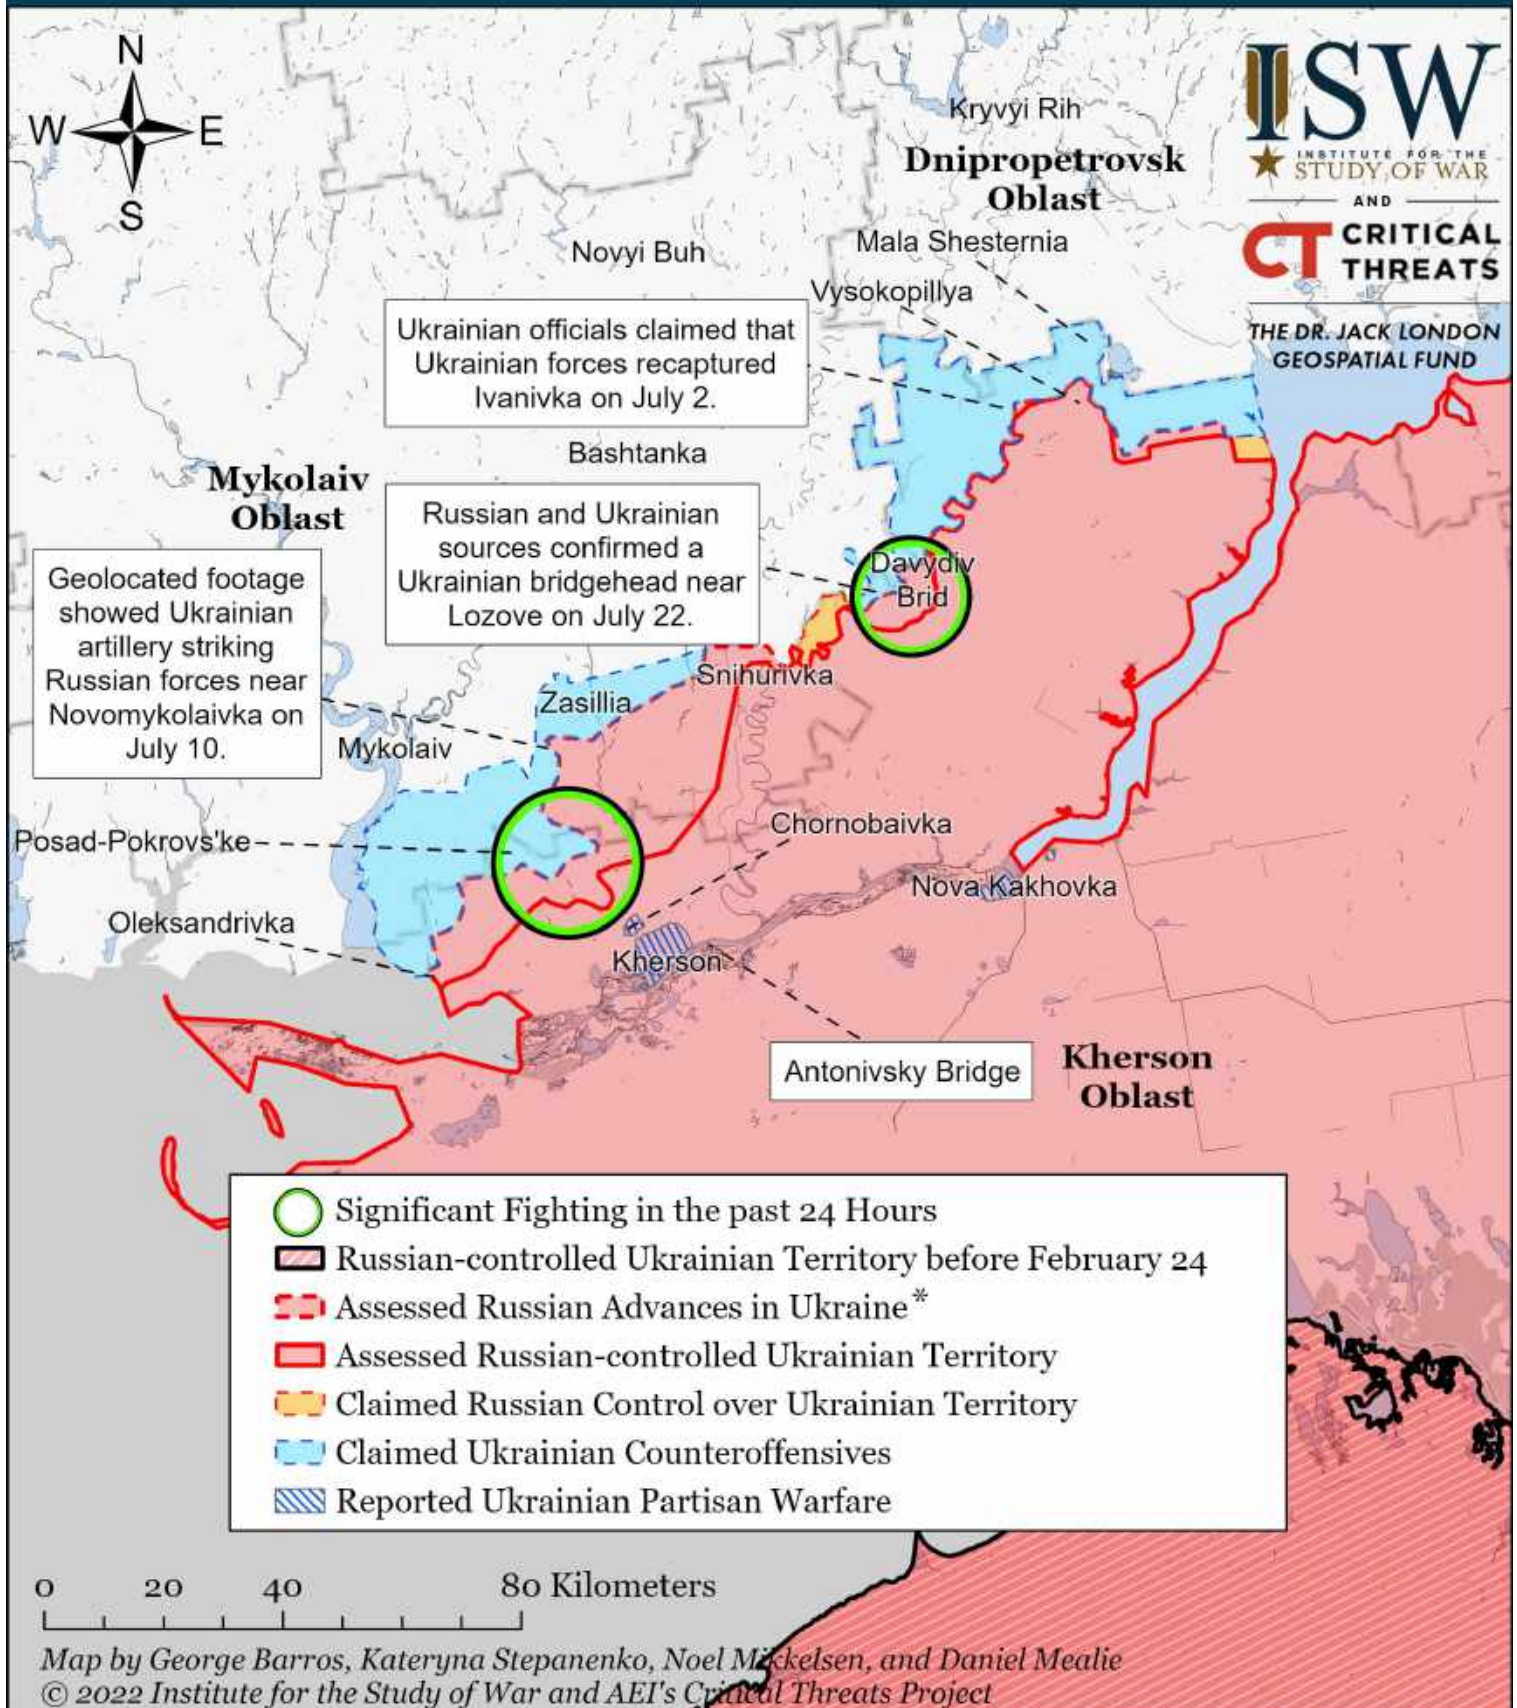 N
W E
S
ISW
INSTITUTE FOR THE
STUDY OF WAR
AND
CT CRITICAL
THREATS
THE DR. JACK LONDON
GEOSPATIAL FUND
Kryvyi Rih
Dnipropetrovsk
Oblast
Mala Shesternia
Novyi Buh
Vysokopillya
Ukrainian officials claimed that
Ukrainian forces recaptured
Ivanivka on July 2.
Bashtanka
Mykolaiv
Oblast
Russian and Ukrainian
sources confirmed a
Ukrainian bridgehead near
Lozove on July 22.
Davydiv
Brid
Geolocated footage
showed Ukrainian
artillery striking
Russian forces near
Novomykolaivka on
July 10.
Snihurivka
Zasillia
Mykolaiv
Chornobaivka
Posad-Pokrovs'ke
Nova Kakhovka
Oleksandrivka
Kherson
Antonivsky Bridge
Kherson
Oblast
Significant Fighting in the past 24 Hours
Russian-controlled Ukrainian Territory before February 24
Assessed Russian Advances in Ukraine*
Assessed Russian-controlled Ukrainian Territory
Claimed Russian Control over Ukrainian Territory
Claimed Ukrainian Counteroffensives
Reported Ukrainian Partisan Warfare
0 20 40 80 Kilometers
Map by George Barros, Kateryna Stepanenko, Noel Mikkelsen, and Daniel Mealie
© 2022 Institute for the Study of War and AEI's Critical Threats Project